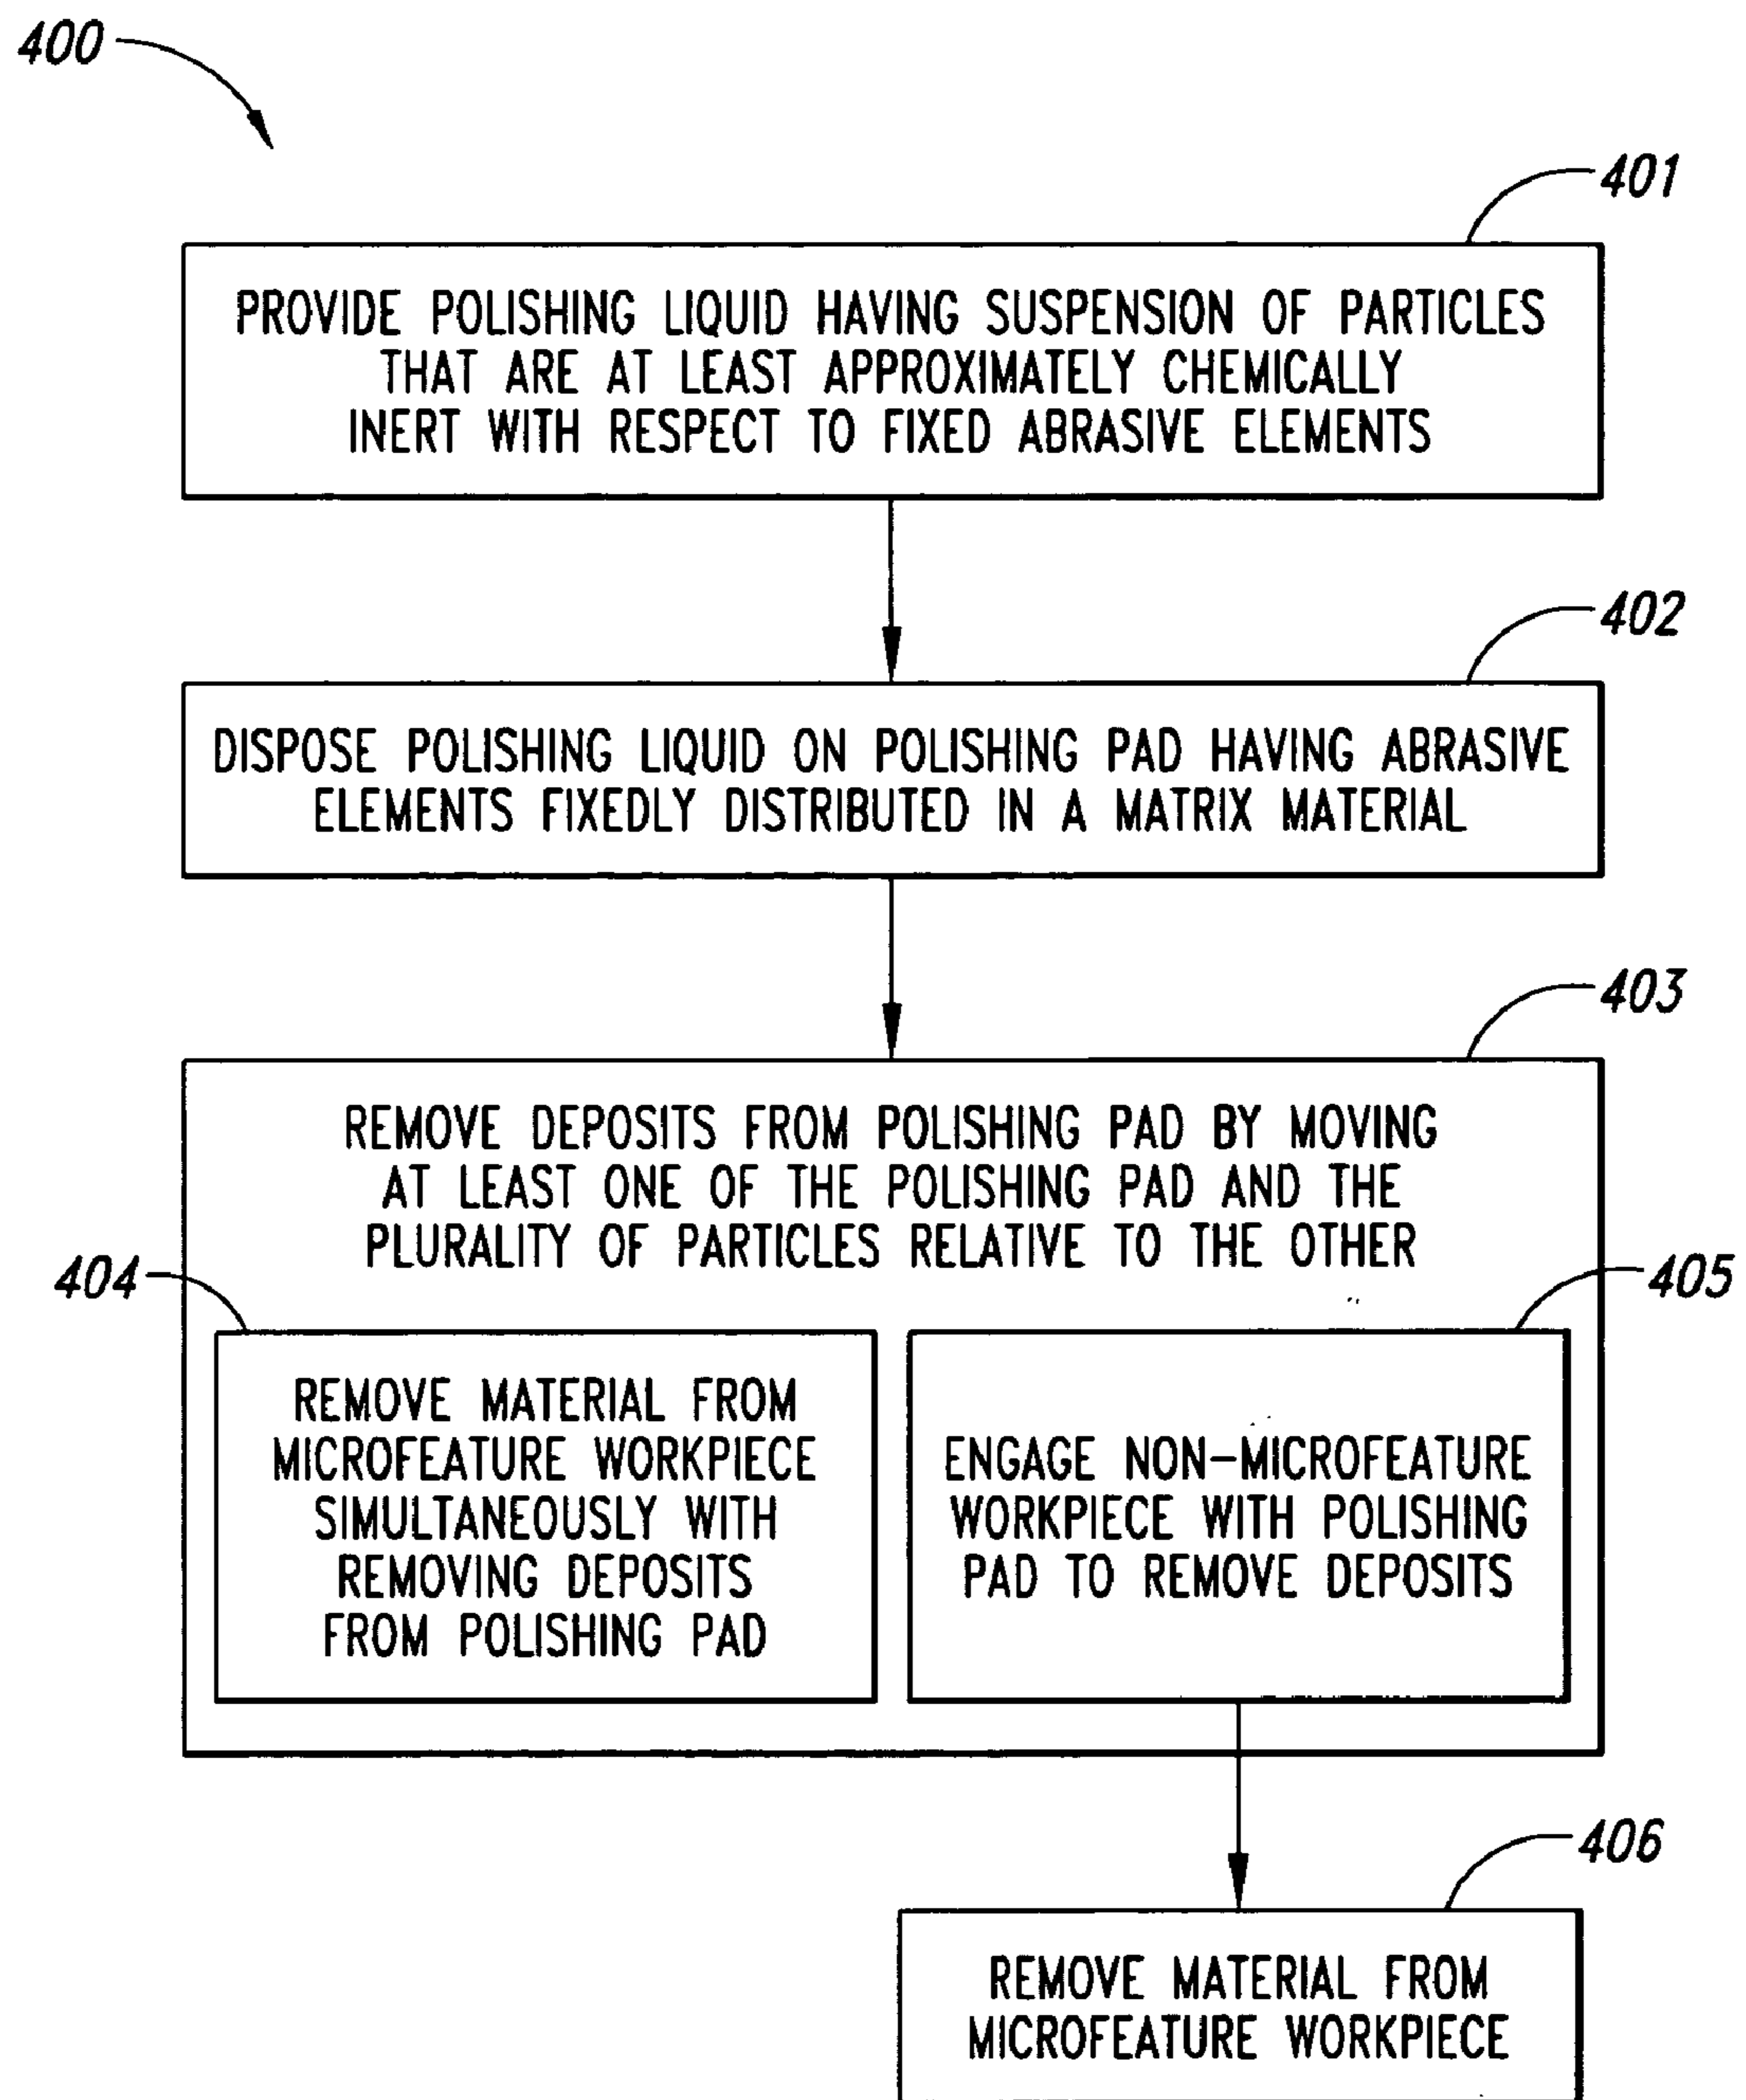 400
401
PROVIDE POLISHING LIQUID HAVING SUSPENSION OF PARTICLES
THAT ARE AT LEAST APPROXIMATELY CHEMICALLY
INERT WITH RESPECT TO FIXED ABRASIVE ELEMENTS
402
DISPOSE POLISHING LIQUID ON POLISHING PAD HAVING ABRASIVE
ELEMENTS FIXEDLY DISTRIBUTED IN A MATRIX MATERIAL
403
REMOVE DEPOSITS FROM POLISHING PAD BY MOVING
AT LEAST ONE OF THE POLISHING PAD AND THE
PLURALITY OF PARTICLES RELATIVE TO THE OTHER
404
REMOVE MATERIAL FROM
MICROFEATURE WORKPIECE
SIMULTANEOUSLY WITH
REMOVING DEPOSITS
FROM POLISHING PAD
405
ENGAGE NON-MICROFEATURE
WORKPIECE WITH POLISHING
PAD TO REMOVE DEPOSITS
406
REMOVE MATERIAL FROM
MICROFEATURE WORKPIECE